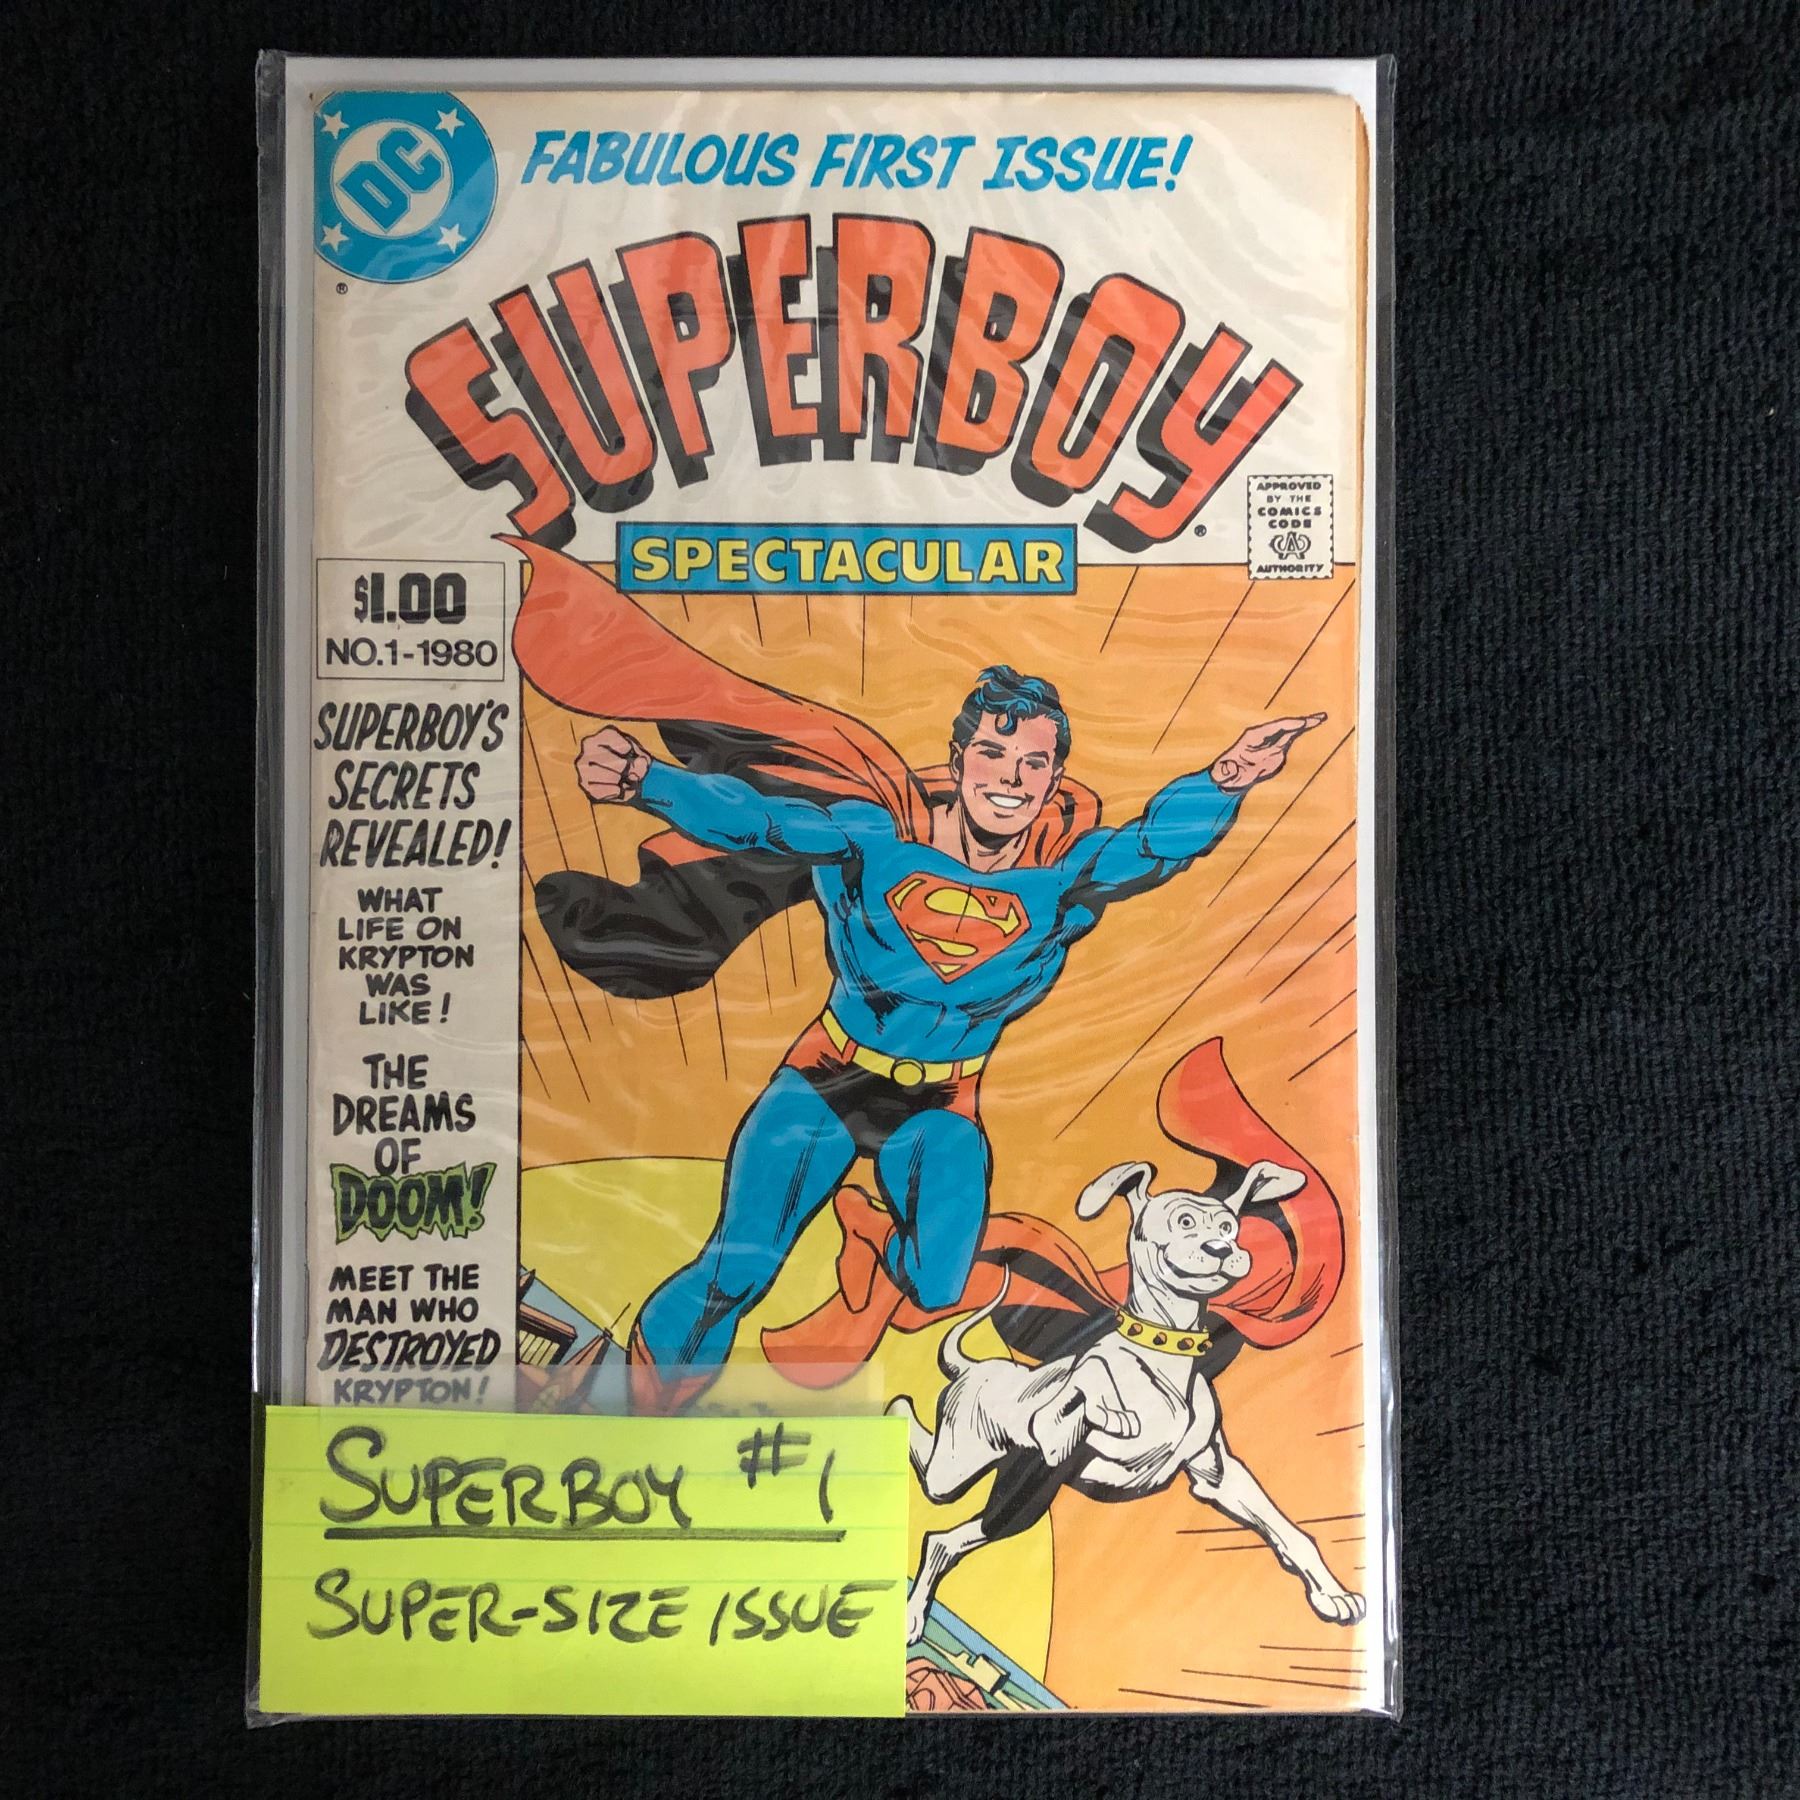 DC
®
FABULOUS FIRST ISSUE!
SUPERBOY®
SPECTACULAR
APPROVED
BY THE
COMICS
CODE
CA
AUTHORITY
$1.00
NO.1-1980
SUPERBOY'S
SECRETS
REVEALED!
WHAT
LIFE ON
KRYPTON
WAS
LIKE!
THE
DREAMS
OF
DOOM!
MEET THE
MAN WHO
DESTROYED
KRYPTON!
S
SUPERBOY #1
SUPER-SIZE ISSUE